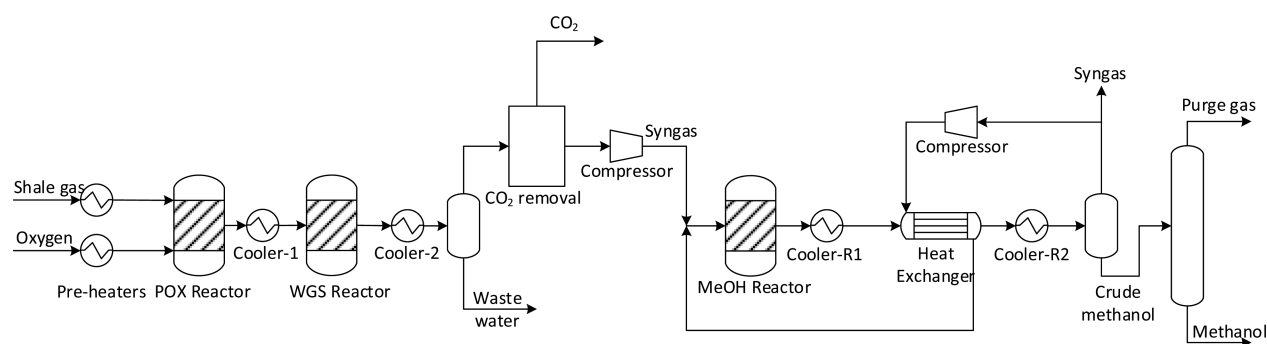 CO2
Syngas
Purge gas
Syngas
Compressor
Compressor
Shale gas
CO2 removal
Oxygen
Cooler-1
Cooler-2
Cooler-R1
Heat
Exchanger
Cooler-R2
Pre-heaters
POX Reactor
WGS Reactor
MeOH Reactor
Waste
water
Crude
methanol
Methanol